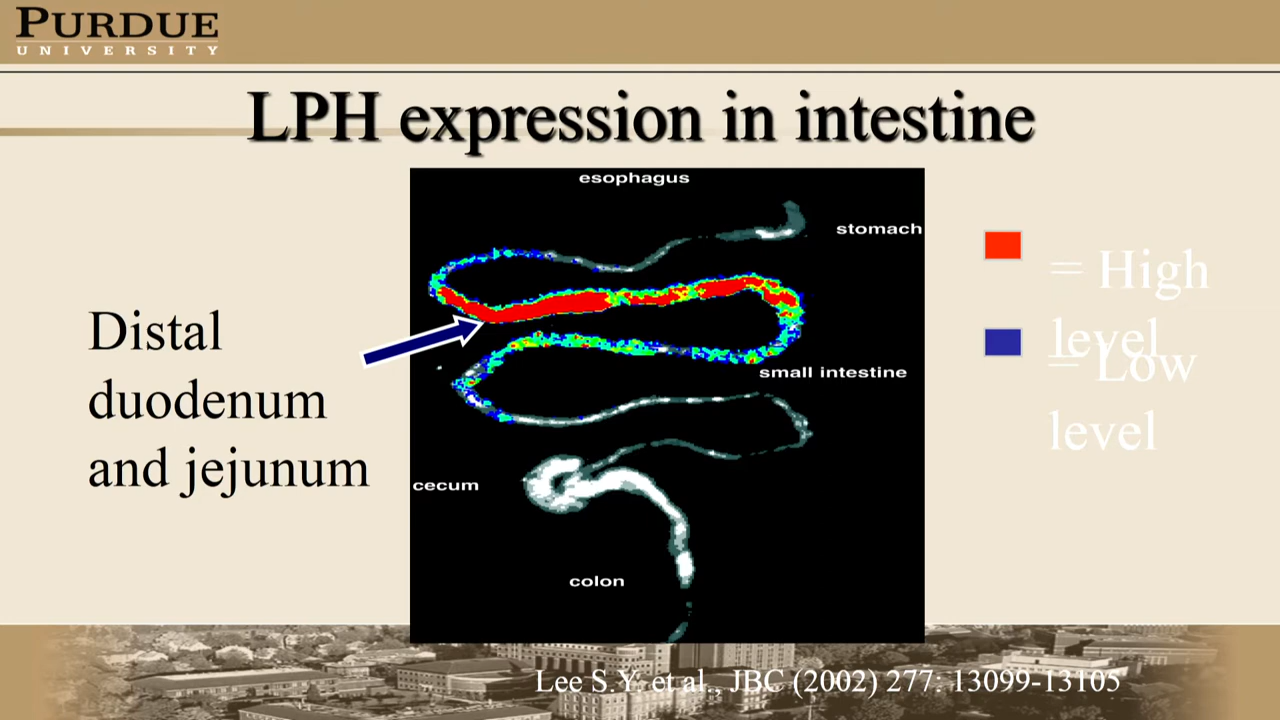 PURDUE
UNIVERSITY
LPH expression in intestine
esophagus
stomach
Distal
duodenum
and jejunum
small intestine
cecum
colon
= High
level
= Low
level
Lee S.Y. et al., JBC (2002) 277: 13099-13105